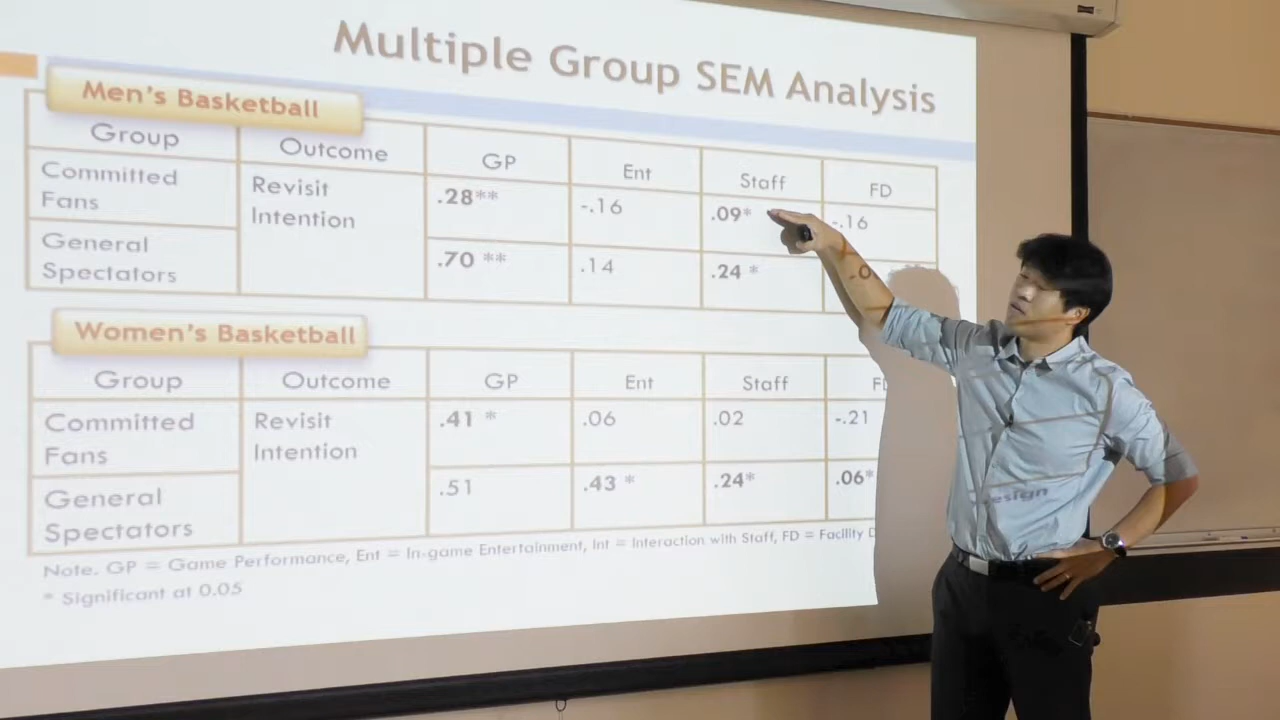 Multiple Group SEM Analysis
Men's Basketball
Group Outcome GP Ent Staff FD
Committed Fans Revisit Intention .28** -.16 .09* -.16
General Spectators .70 ** .14 .24 *
Women's Basketball
Group Outcome GP Ent Staff
Committed Fans Revisit Intention .41 * .06 .02 -.21
General Spectators .51 .43 * .24* .06*
Note. GP = Game Performance, Ent = In-game Entertainment, Int = Interaction with Staff, FD = Facility
* Significant at 0.05